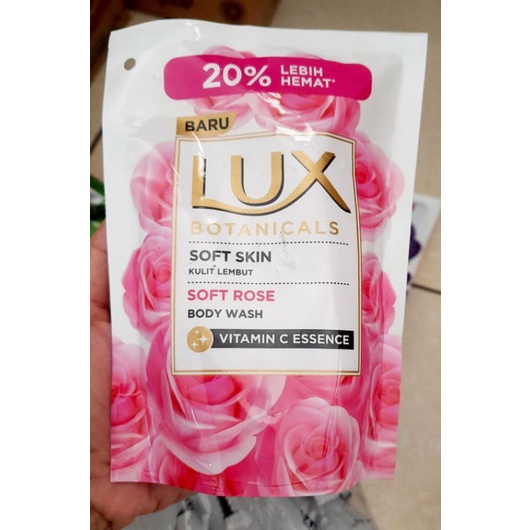 20% LEBIH
HEMAT*
BARU
LUX
BOTANICALS
SOFT SKIN
KULIT LEMBUT
SOFT ROSE
BODY WASH
VITAMIN C ESSENCE